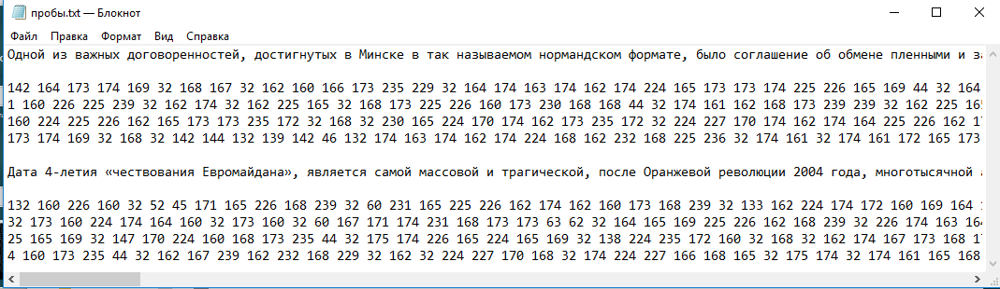 пробы.txt — Блокнот
Файл Правка Формат Вид Справка
Одной из важных договоренностей, достигнутых в Минске в так называемом нормандском формате, было соглашение об обмене пленными и за
142 164 173 174 169 32 168 167 32 162 160 166 173 235 229 32 164 174 163 174 162 174 224 165 173 173 174 225 226 165 169 44 32 164
1 160 226 225 239 32 162 174 32 162 225 165 32 168 173 225 226 160 173 230 168 168 44 32 174 161 162 168 173 239 239 32 162 225 165
160 224 225 226 162 165 173 173 235 172 32 168 32 230 165 224 170 174 162 173 235 172 32 224 227 170 174 162 174 164 225 226 162
173 174 169 32 168 32 142 144 132 139 142 46 132 174 163 174 162 174 224 168 162 232 168 225 236 32 174 161 32 174 161 172 165 173
Дата 4-летия «чествования Евромайдана», является самой массовой и трагической, после Оранжевой революции 2004 года, многотысячной
132 160 226 160 32 52 45 171 165 226 168 239 32 60 231 165 225 226 162 174 162 160 173 168 239 32 133 162 224 174 172 160 169 164
32 173 160 224 174 164 160 32 173 160 32 60 167 171 174 231 168 173 173 63 62 32 164 165 169 225 226 162 168 239 32 226 174 163 164
25 165 169 32 147 170 224 160 168 173 235 44 32 175 174 226 165 224 165 169 32 138 224 235 172 160 32 168 32 162 174 167 173 168
4 160 173 235 44 32 162 167 239 162 232 168 229 32 162 32 224 227 170 168 32 174 224 227 166 168 165 32 175 174 32 174 161 165 168